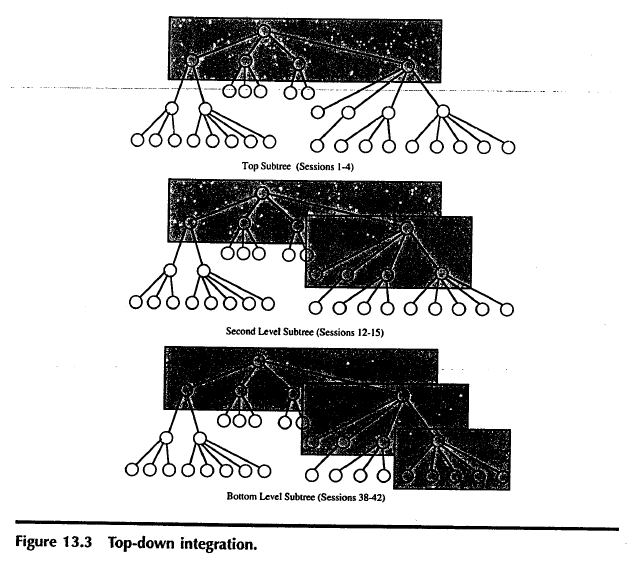 Top Subtree (Sessions 1-4)
Second Level Subtree (Sessions 12-15)
Bottom Level Subtree (Sessions 38-42)
Figure 13.3 Top-down integration.